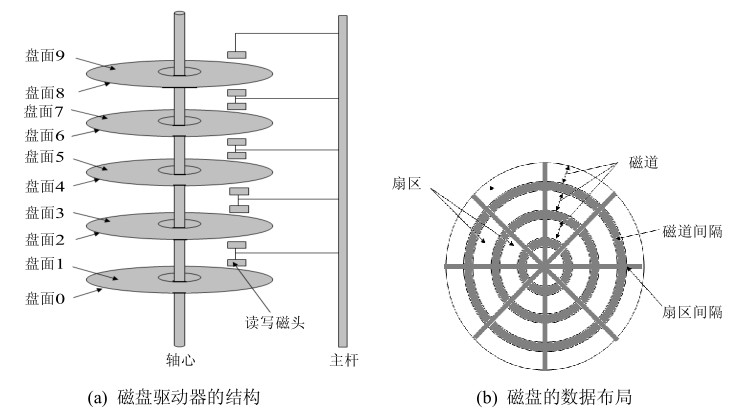 盘面9
盘面8
盘面7
盘面6
盘面5
盘面4
盘面3
盘面2
盘面1
盘面0
读写磁头
轴心
主杆
(a) 磁盘驱动器的结构
磁道
扇区
磁道间隔
扇区间隔
(b) 磁盘的数据布局